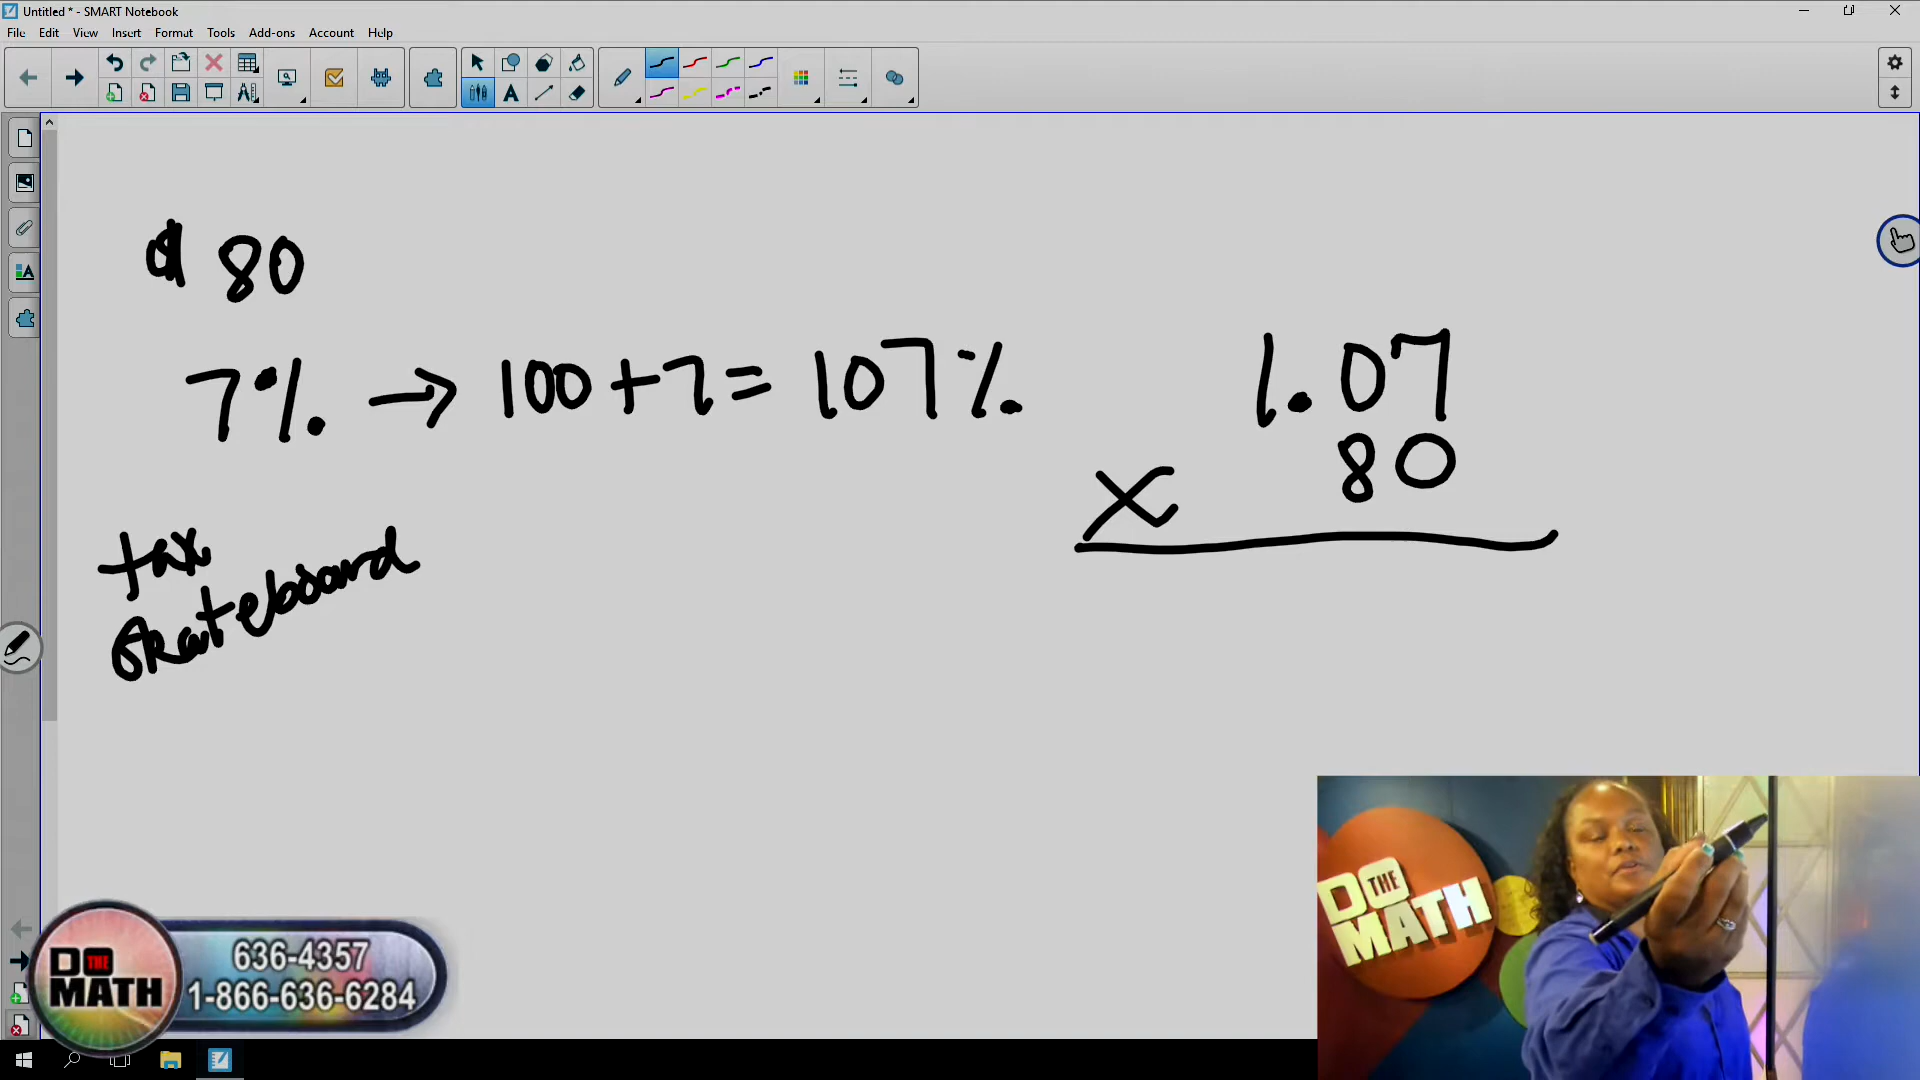 Untitled * - SMART Notebook
File Edit View Insert Format Tools Add-ons Account Help
$ 80
7% → 100 + 7 = 107%
1.07
x 80
tax
skateboard
DO THE MATH
DO THE MATH
636-4357
1-866-636-6284